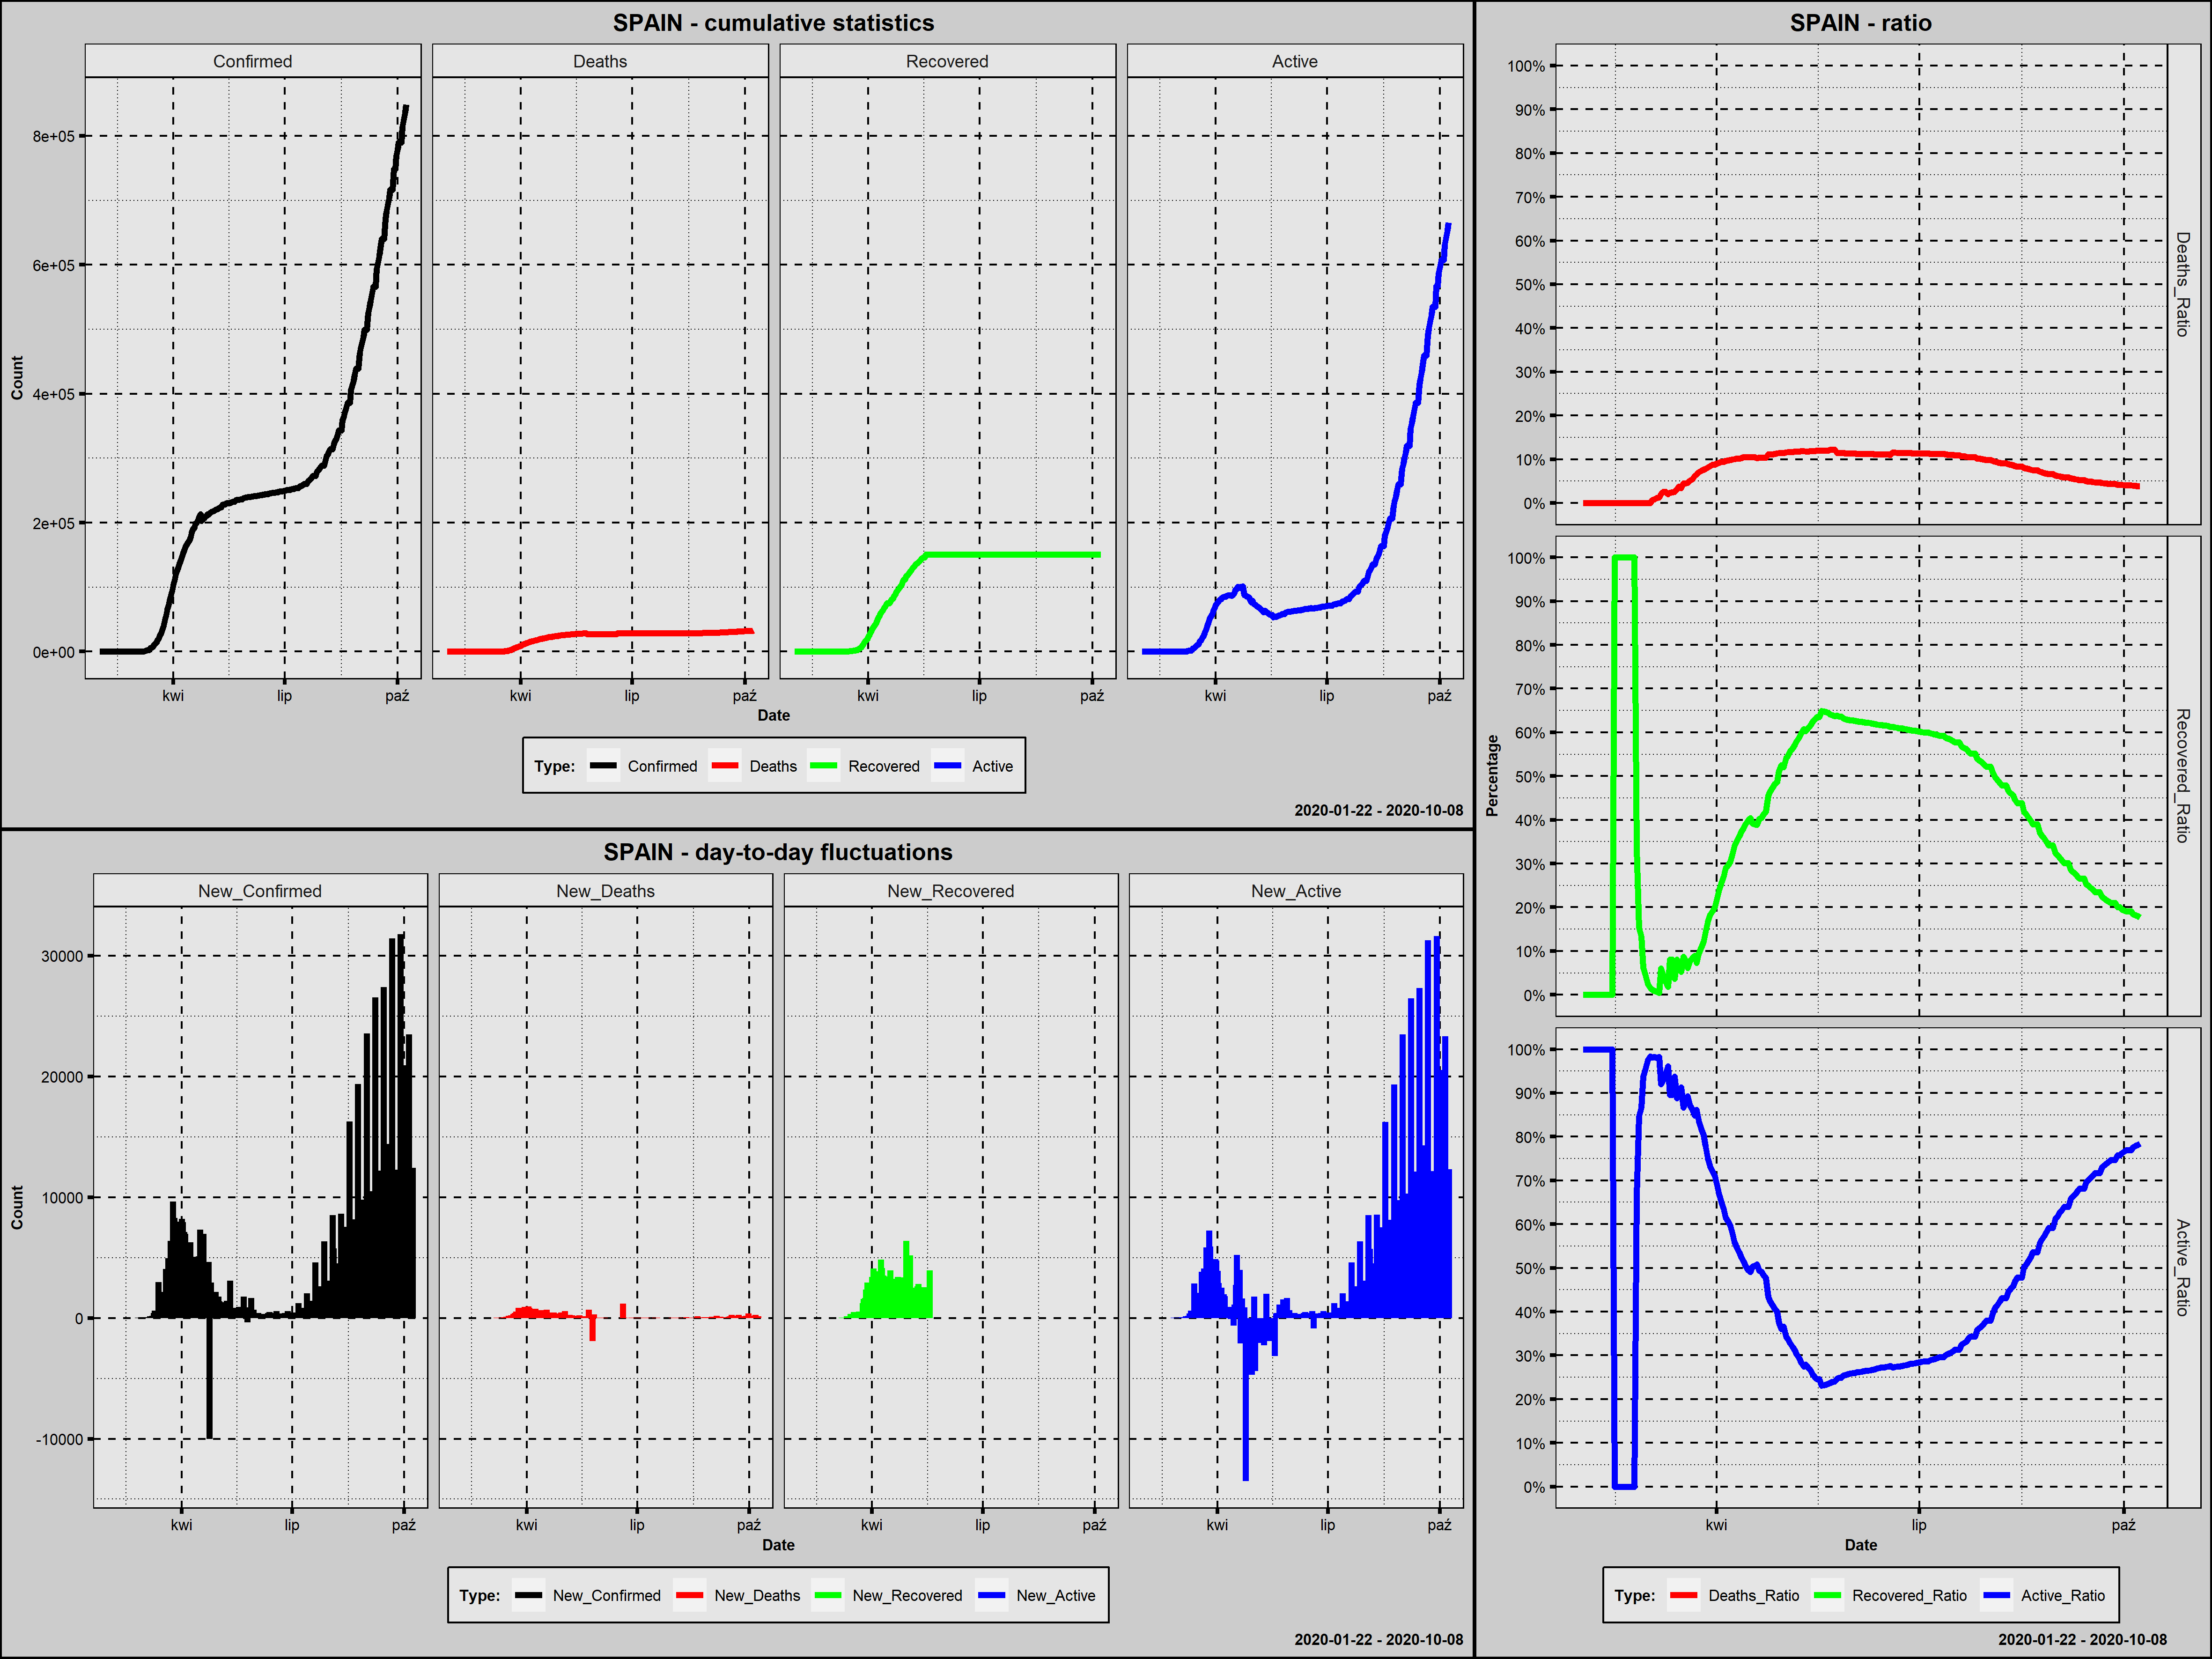 SPAIN - cumulative statistics
Confirmed Deaths Recovered Active
Count
8e+05
6e+05
4e+05
2e+05
0e+00
kwi lip paź kwi lip paź kwi lip paź kwi lip paź
Date
Type: Confirmed Deaths Recovered Active
2020-01-22 - 2020-10-08
SPAIN - day-to-day fluctuations
New_Confirmed New_Deaths New_Recovered New_Active
Count
30000
20000
10000
0
-10000
kwi lip paź kwi lip paź kwi lip paź kwi lip paź
Date
Type: New_Confirmed New_Deaths New_Recovered New_Active
2020-01-22 - 2020-10-08
SPAIN - ratio
Percentage
100%
90%
80%
70%
60%
50%
40%
30%
20%
10%
0%
Deaths_Ratio
100%
90%
80%
70%
60%
50%
40%
30%
20%
10%
0%
Recovered_Ratio
100%
90%
80%
70%
60%
50%
40%
30%
20%
10%
0%
Active_Ratio
kwi lip paź
Date
Type: Deaths_Ratio Recovered_Ratio Active_Ratio
2020-01-22 - 2020-10-08